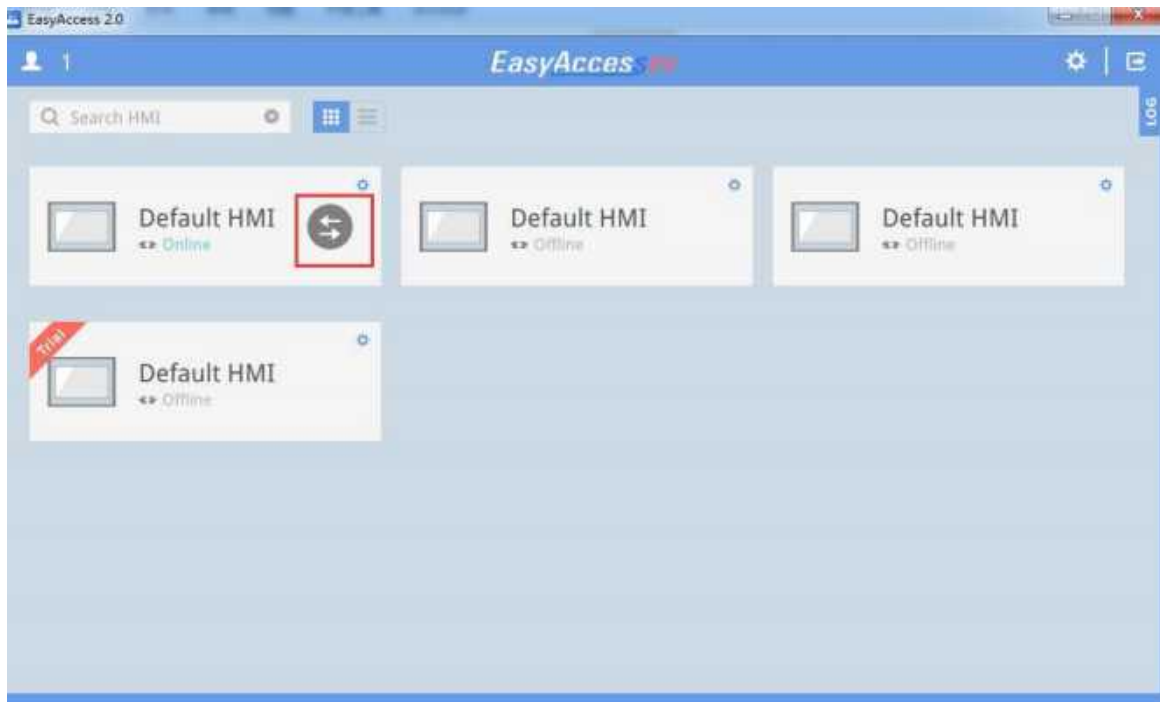 EasyAccess 2.0
1
EasyAccess
Search HMI
LOG
Default HMI
Online
Default HMI
Offline
Default HMI
Offline
Trial
Default HMI
Offline